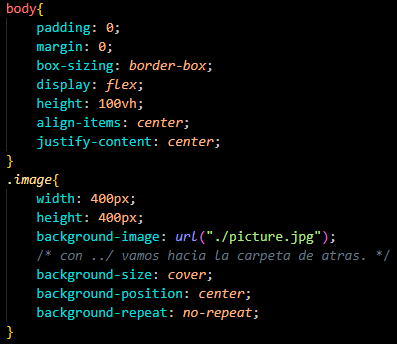 body{
    padding: 0;
    margin: 0;
    box-sizing: border-box;
    display: flex;
    height: 100vh;
    align-items: center;
    justify-content: center;
}
.image{
    width: 400px;
    height: 400px;
    background-image: url("./picture.jpg");
    /* con ../ vamos hacia la carpeta de atras. */
    background-size: cover;
    background-position: center;
    background-repeat: no-repeat;
}